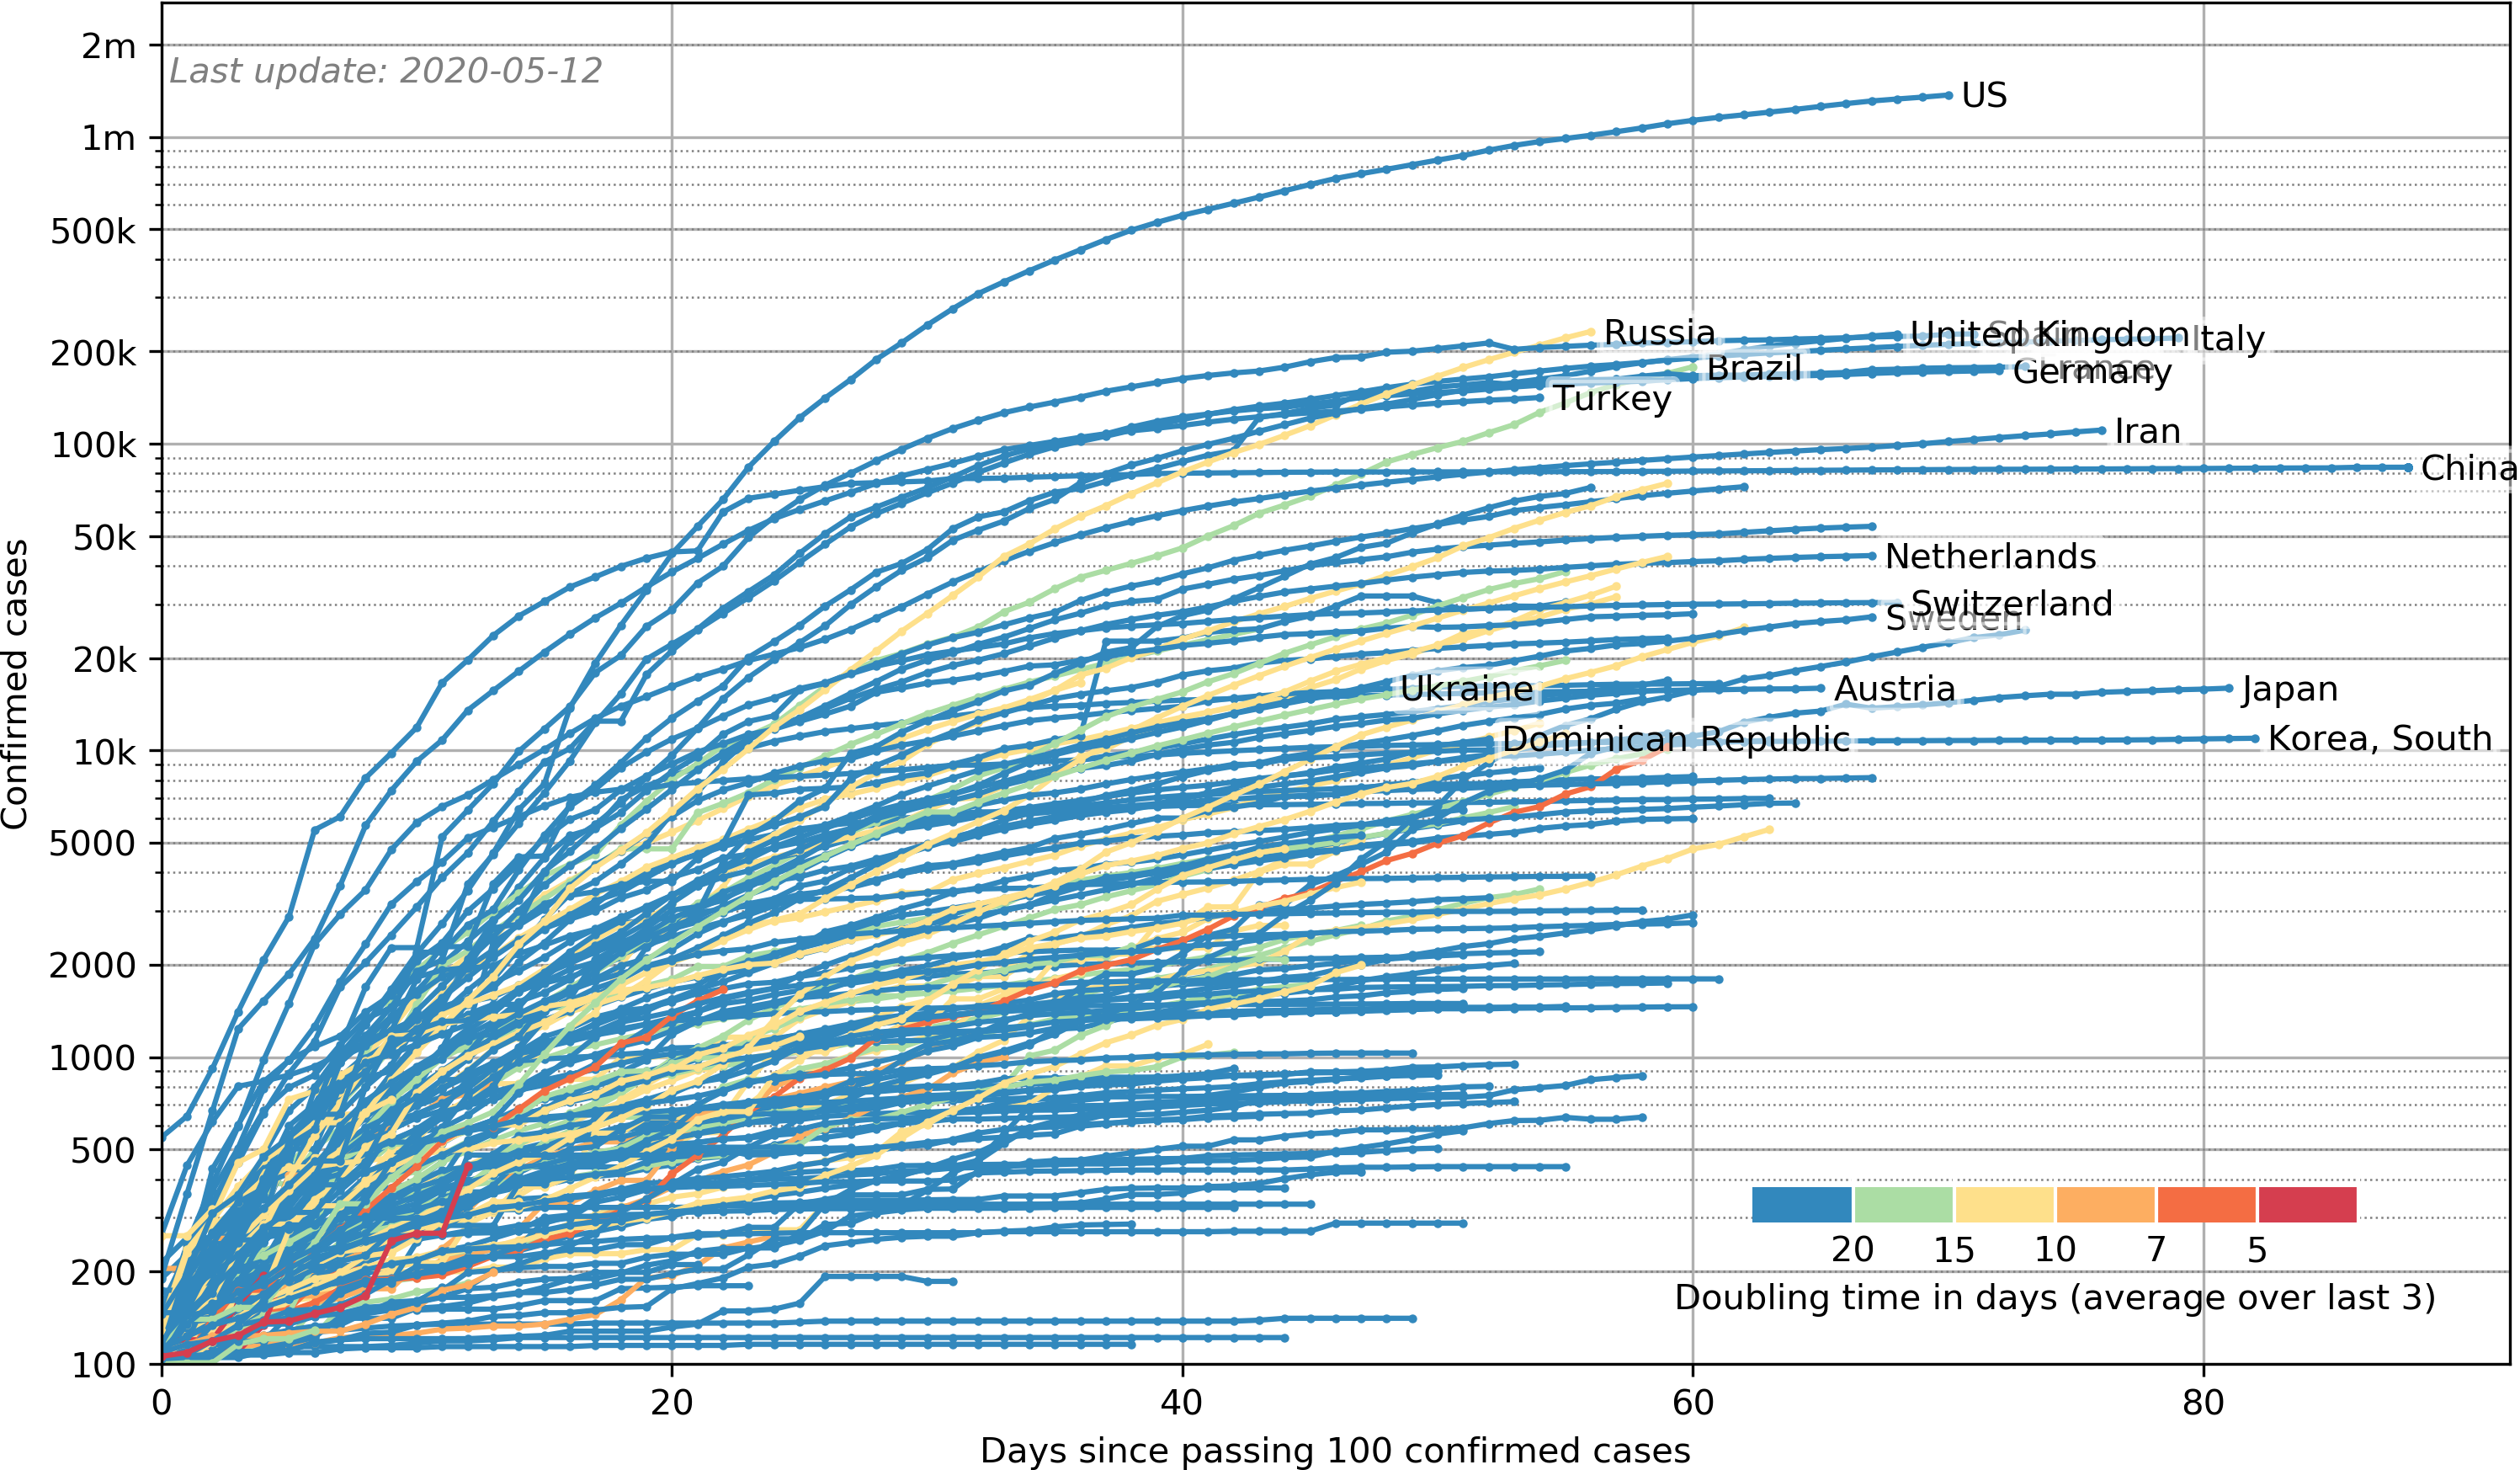 2m
Last update: 2020-05-12
US
1m
500k
Russia
United Kingdom
Spain
Italy
200k
Brazil
Germany
France
Turkey
Iran
100k
China
50k
Netherlands
Switzerland
Sweden
20k
Ukraine
Austria
Japan
Dominican Republic
Korea, South
10k
Confirmed cases
5000
2000
1000
500
200
100
20 15 10 7 5
Doubling time in days (average over last 3)
0 20 40 60 80
Days since passing 100 confirmed cases